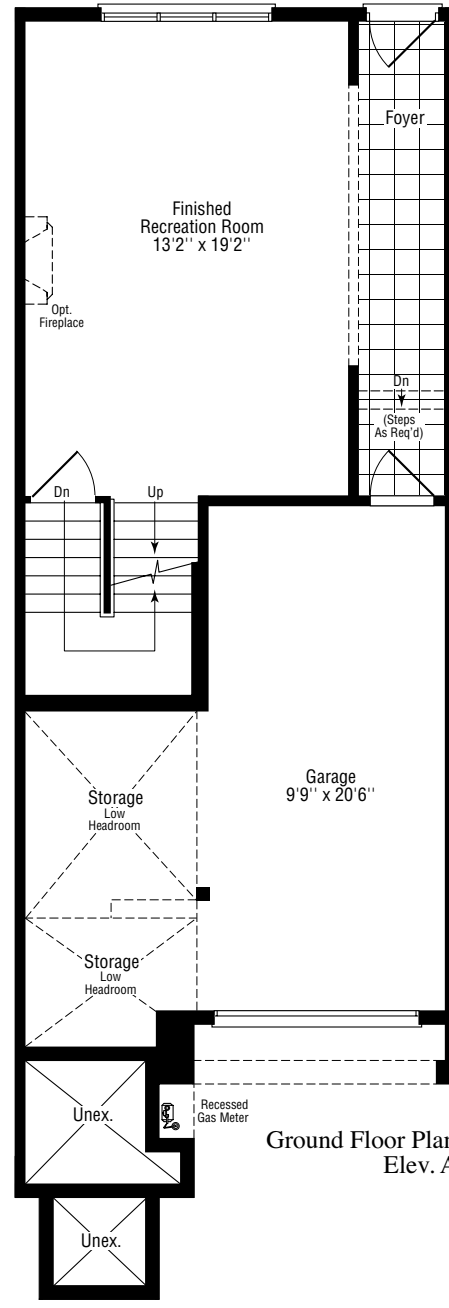 Foyer
Finished
Recreation Room
13'2'' x 19'2''
Opt.
Fireplace
Dn
(Steps
As Req'd)
Dn
Up
Garage
9'9'' x 20'6''
Storage
Low
Headroom
Storage
Low
Headroom
Unex.
Recessed
Gas Meter
Ground Floor Plan
Elev. A
Unex.